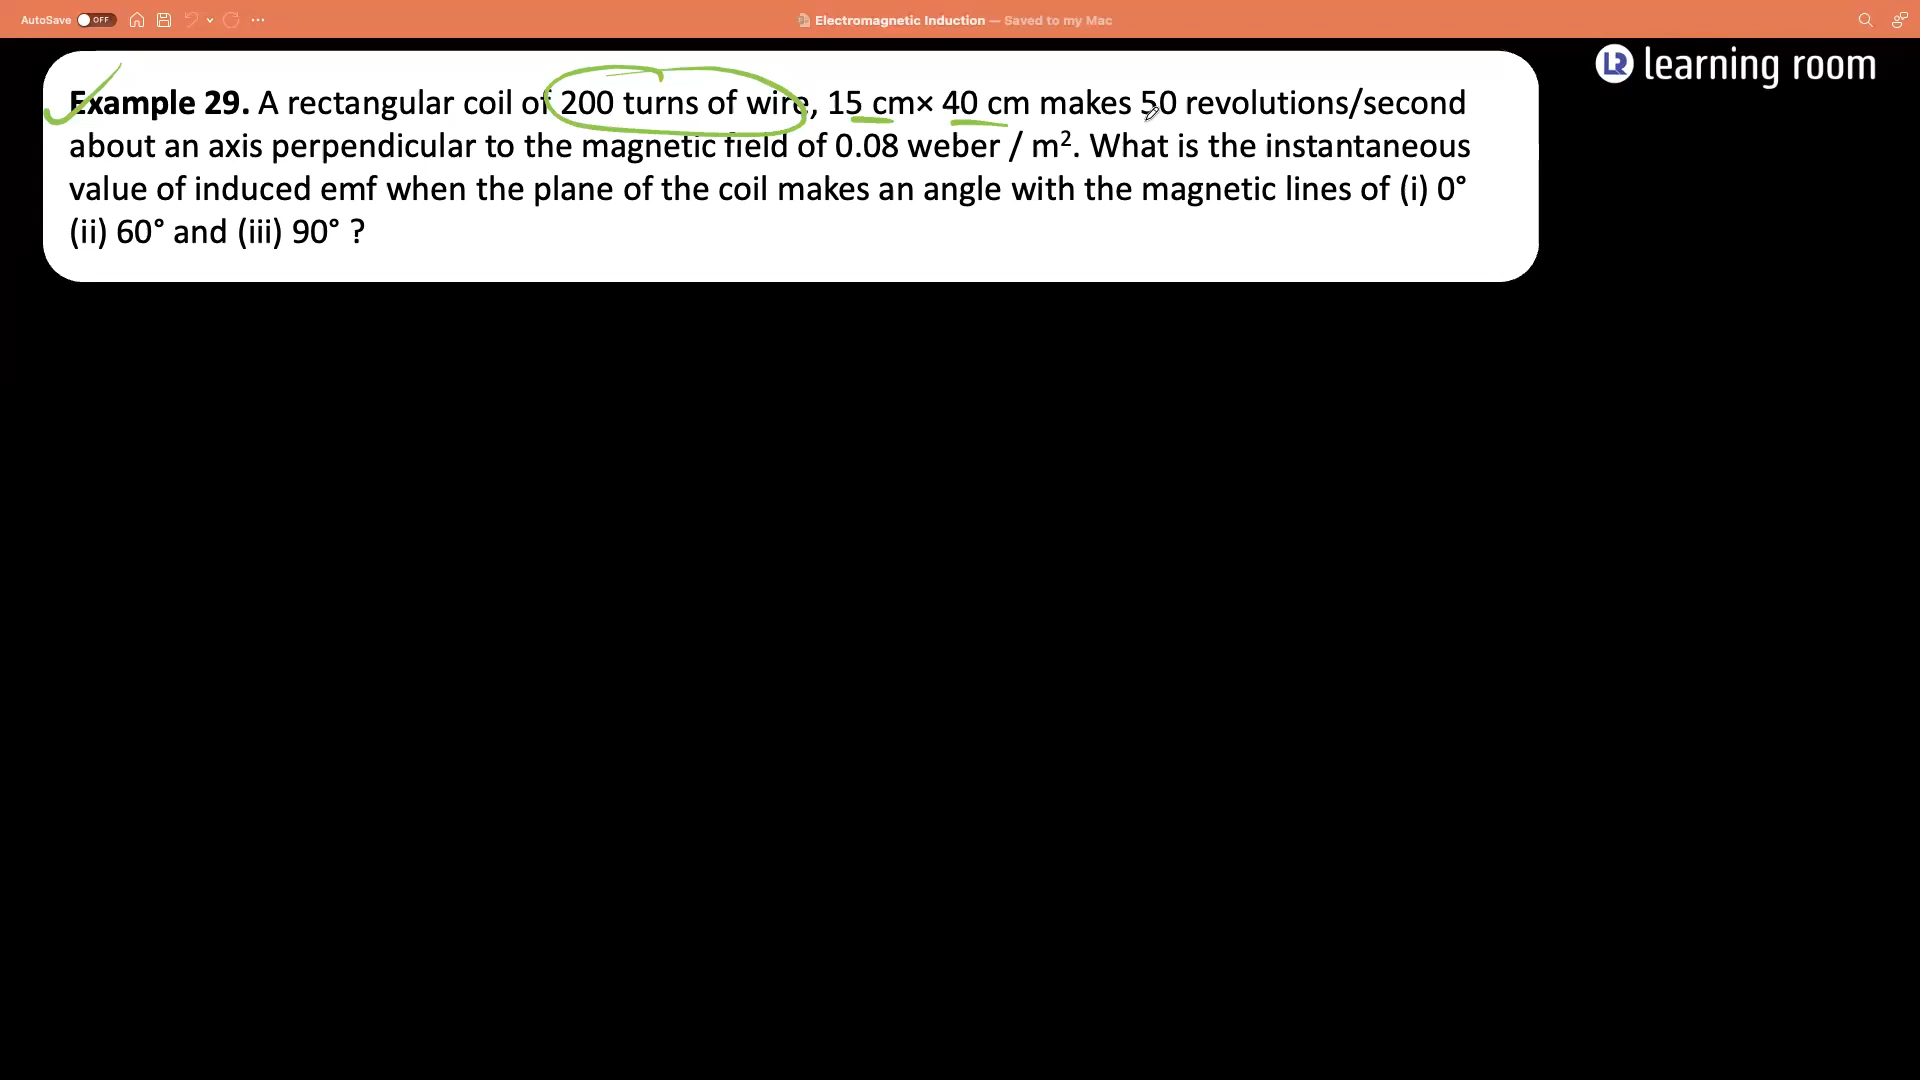 AutoSave OFF
Electromagnetic Induction — Saved to my Mac
LR learning room
Example 29. A rectangular coil of 200 turns of wire, 15 cm× 40 cm makes 50 revolutions/second
about an axis perpendicular to the magnetic field of 0.08 weber / m². What is the instantaneous
value of induced emf when the plane of the coil makes an angle with the magnetic lines of (i) 0°
(ii) 60° and (iii) 90° ?